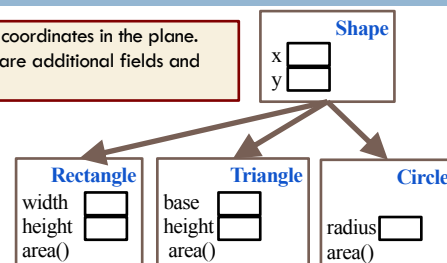 coordinates in the plane.
are additional fields and
Shape
x
y
Rectangle
width
height
area()
Triangle
base
height
area()
Circle
radius
area()